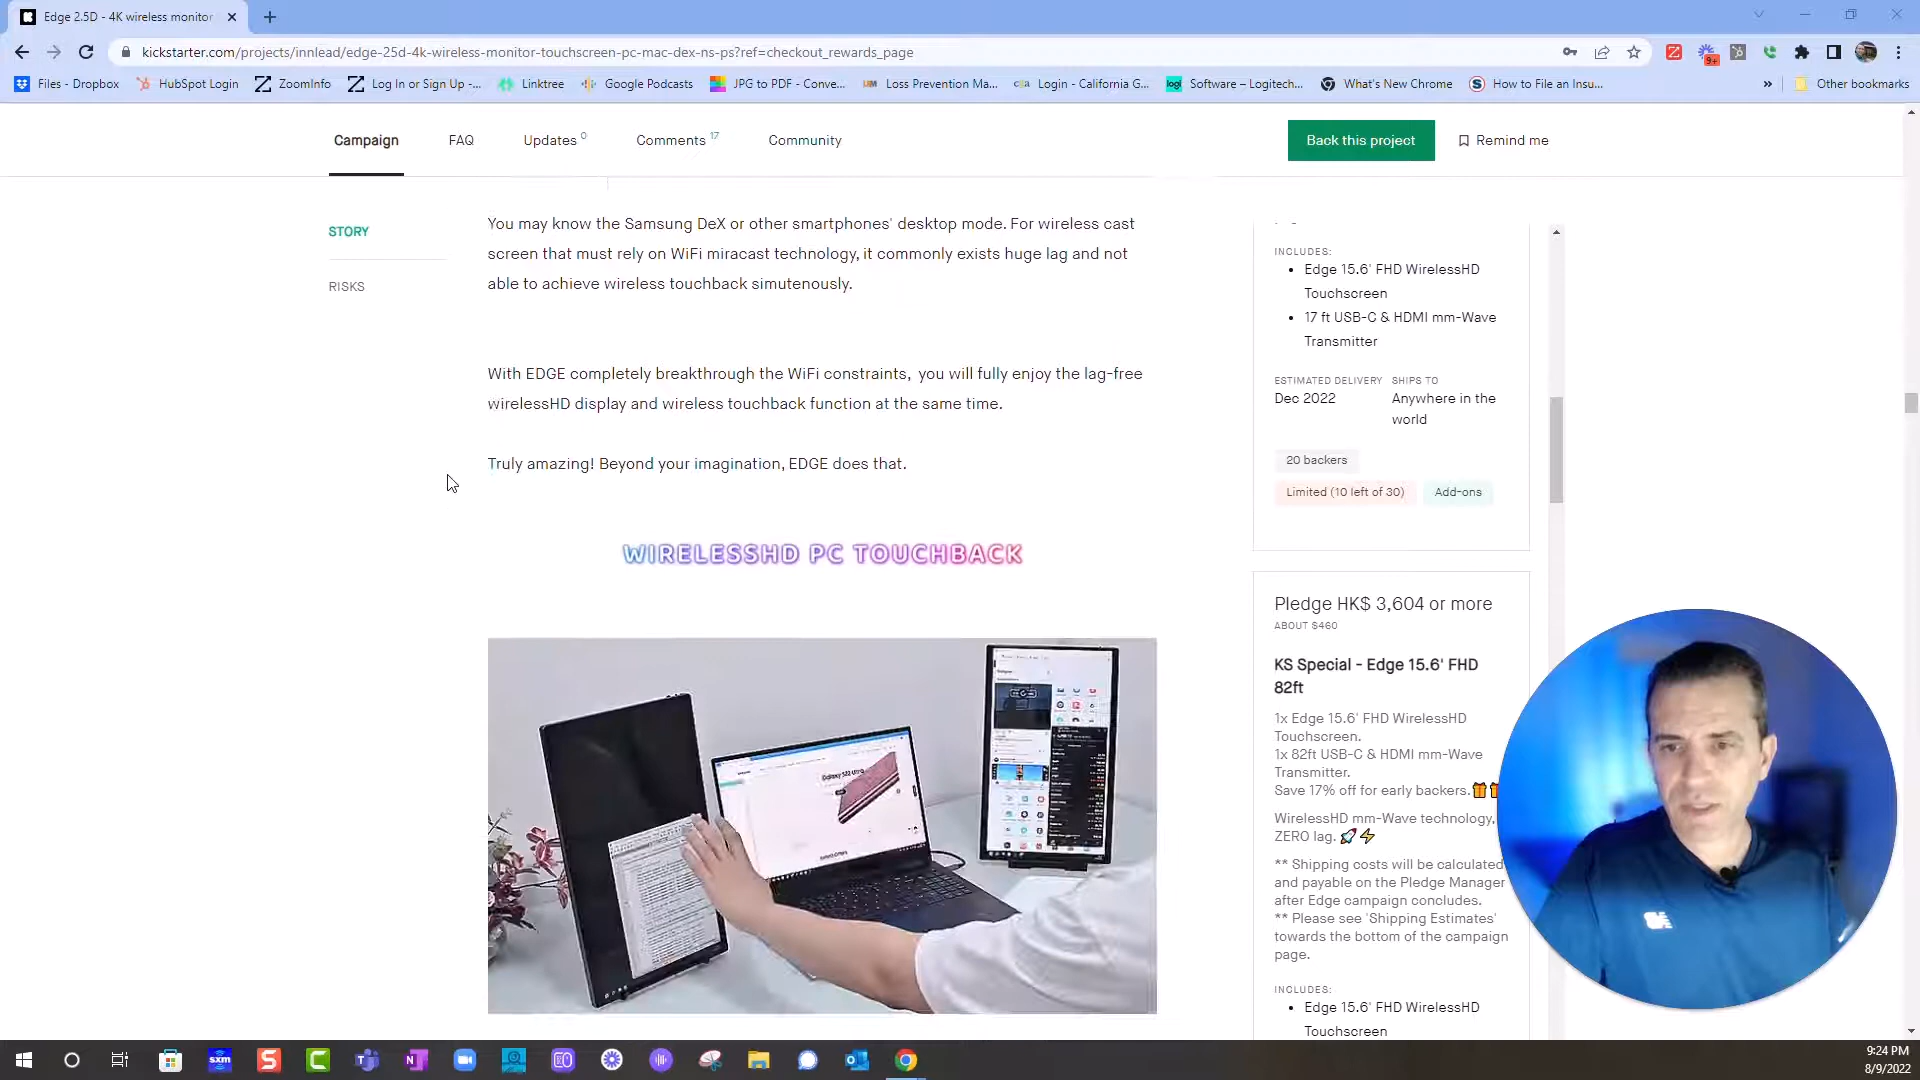 Edge 2.5D - 4K wireless monitor
kickstarter.com/projects/innlead/edge-25d-4k-wireless-monitor-touchscreen-pc-mac-dex-ns-ps?ref=checkout_rewards_page
9+
Files - Dropbox
HubSpot Login
ZoomInfo
Log In or Sign Up -...
Linktree
Google Podcasts
JPG to PDF - Conve...
Loss Prevention Ma...
Login - California G...
Software – Logitech...
What's New Chrome
How to File an Insu...
»
Other bookmarks
Campaign
FAQ
Updates 0
Comments 17
Community
Back this project
Remind me
STORY
RISKS
You may know the Samsung DeX or other smartphones' desktop mode. For wireless cast
screen that must rely on WiFi miracast technology, it commonly exists huge lag and not
able to achieve wireless touchback simutenously.
With EDGE completely breakthrough the WiFi constraints, you will fully enjoy the lag-free
wirelessHD display and wireless touchback function at the same time.
Truly amazing! Beyond your imagination, EDGE does that.
WIRELESSHD PC TOUCHBACK
Galaxy S22 Ultra
INCLUDES:
• Edge 15.6' FHD WirelessHD
Touchscreen
• 17 ft USB-C & HDMI mm-Wave
Transmitter
ESTIMATED DELIVERY
Dec 2022
SHIPS TO
Anywhere in the
world
20 backers
Limited (10 left of 30)
Add-ons
Pledge HK$ 3,604 or more
ABOUT $460
KS Special - Edge 15.6' FHD
82ft
1x Edge 15.6' FHD WirelessHD
Touchscreen.
1x 82ft USB-C & HDMI mm-Wave
Transmitter.
Save 17% off for early backers.🎁
WirelessHD mm-Wave technology,
ZERO lag. 🚀⚡
** Shipping costs will be calculated
and payable on the Pledge Manager
after Edge campaign concludes.
** Please see 'Shipping Estimates'
towards the bottom of the campaign
page.
INCLUDES:
• Edge 15.6' FHD WirelessHD
Touchscreen
sxm
9:24 PM
8/9/2022